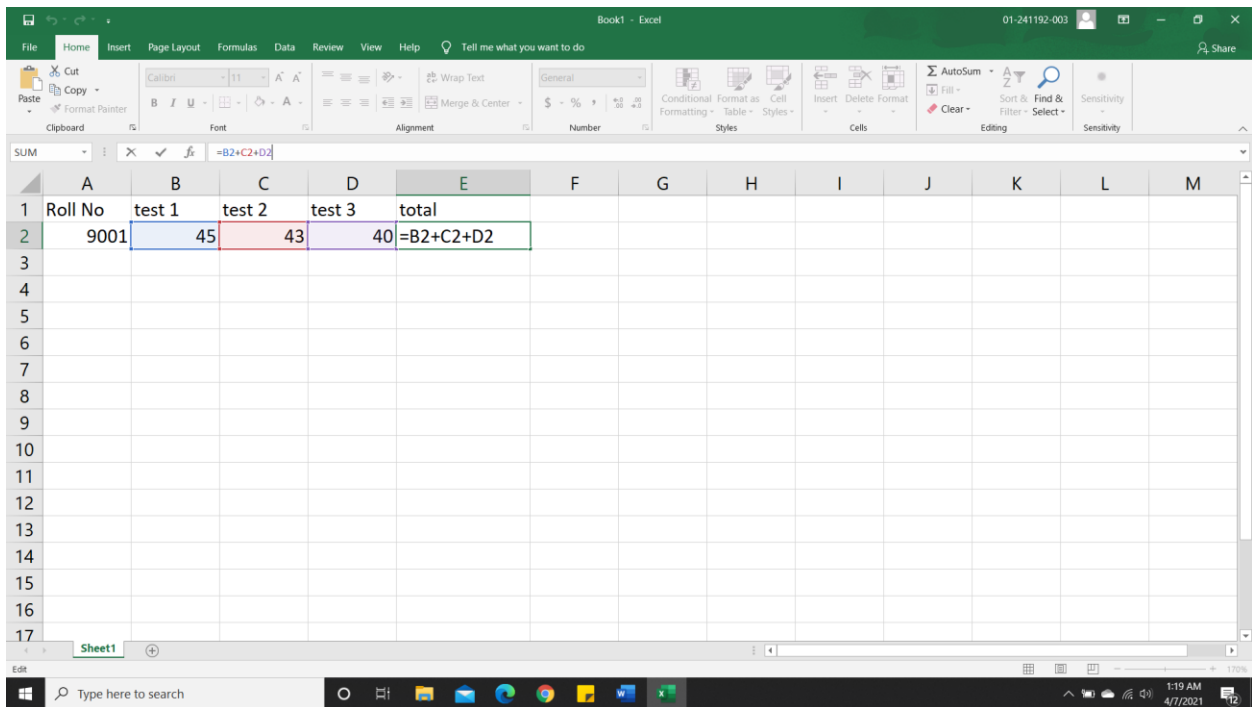 Book1 - Excel
01-241192-003
File Home Insert Page Layout Formulas Data Review View Help Tell me what you want to do Share
Paste
Cut
Copy
Format Painter
Clipboard
Calibri 11
B I U
Font
Wrap Text
Merge & Center
Alignment
General
$ % ,
Number
Conditional Formatting
Format as Table
Cell Styles
Styles
Insert Delete Format
Cells
AutoSum
Fill
Clear
Sort & Filter
Find & Select
Editing
Sensitivity
Sensitivity
SUM fx =B2+C2+D2
A B C D E F G H I J K L M
1 Roll No test 1 test 2 test 3 total
2 9001 45 43 40 =B2+C2+D2
3
4
5
6
7
8
9
10
11
12
13
14
15
16
17
Sheet1
Edit 170%
Type here to search
1:19 AM
4/7/2021
12